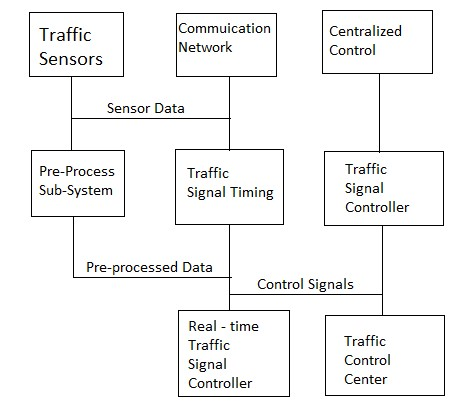 Traffic
Sensors
Commuication
Network
Centralized
Control
Sensor Data
Pre-Process
Sub-System
Traffic
Signal Timing
Traffic
Signal
Controller
Pre-processed Data
Control Signals
Real - time
Traffic
Signal
Controller
Traffic
Control
Center